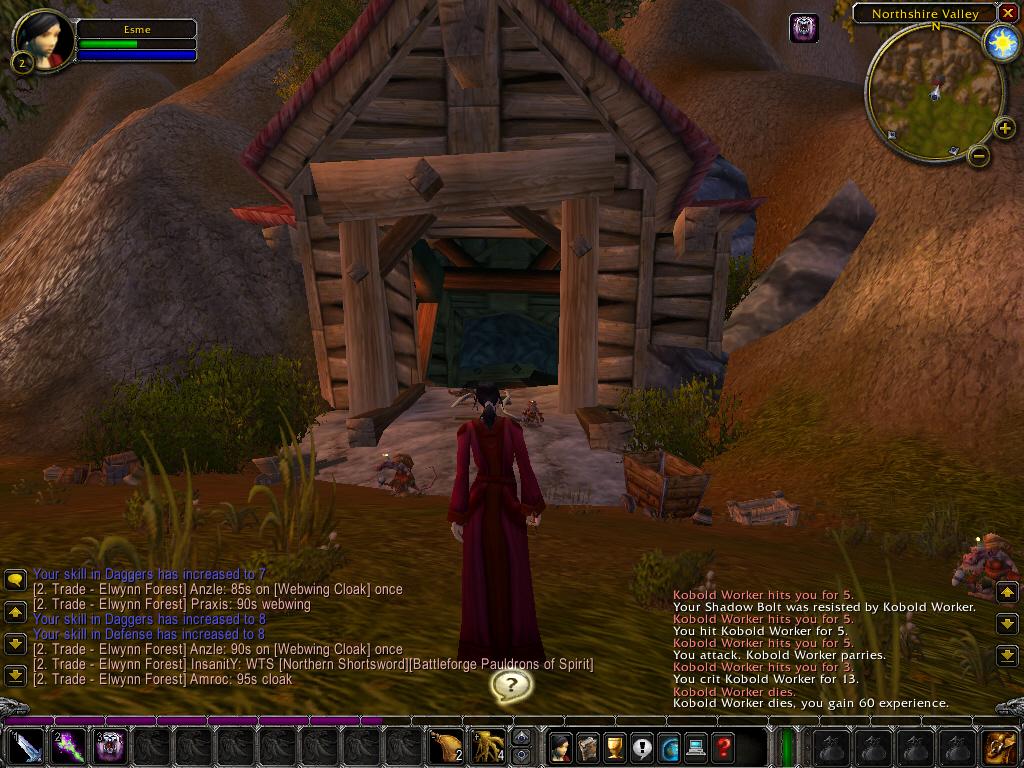 Esme
2
Northshire Valley
N
Your skill in Daggers has increased to 7
[2. Trade - Elwynn Forest] Anzle: 85s on [Webwing Cloak] once
[2. Trade - Elwynn Forest] Praxis: 90s webwing
Your skill in Daggers has increased to 8
Your skill in Defense has increased to 8
[2. Trade - Elwynn Forest] Anzle: 90s on [Webwing Cloak] once
[2. Trade - Elwynn Forest] InsanitY: WTS [Northern Shortsword][Battleforge Pauldrons of Spirit]
[2. Trade - Elwynn Forest] Amroc: 95s cloak
Kobold Worker hits you for 5.
Your Shadow Bolt was resisted by Kobold Worker.
Kobold Worker hits you for 5.
You hit Kobold Worker for 5.
Kobold Worker hits you for 5.
You attack. Kobold Worker parries.
Kobold Worker hits you for 3.
You crit Kobold Worker for 13.
Kobold Worker dies.
Kobold Worker dies, you gain 60 experience.
?
2 3 2 4 ! ?